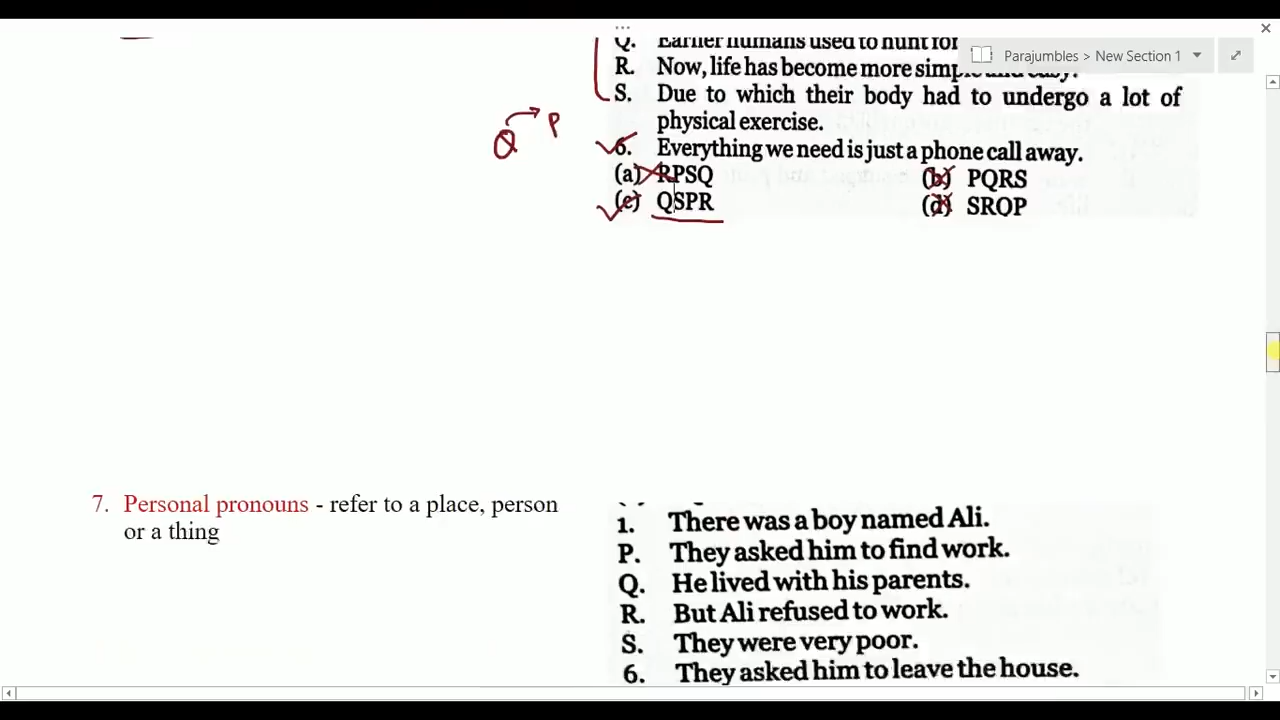 Q. Earlier humans used to hunt for
Parajumbles > New Section 1
R. Now, life has become more simple and easy.
S. Due to which their body had to undergo a lot of
physical exercise.
Q P
6. Everything we need is just a phone call away.
(a) RPSQ (b) PQRS
(c) QSPR (d) SRQP
7. Personal pronouns - refer to a place, person
or a thing
1. There was a boy named Ali.
P. They asked him to find work.
Q. He lived with his parents.
R. But Ali refused to work.
S. They were very poor.
6. They asked him to leave the house.